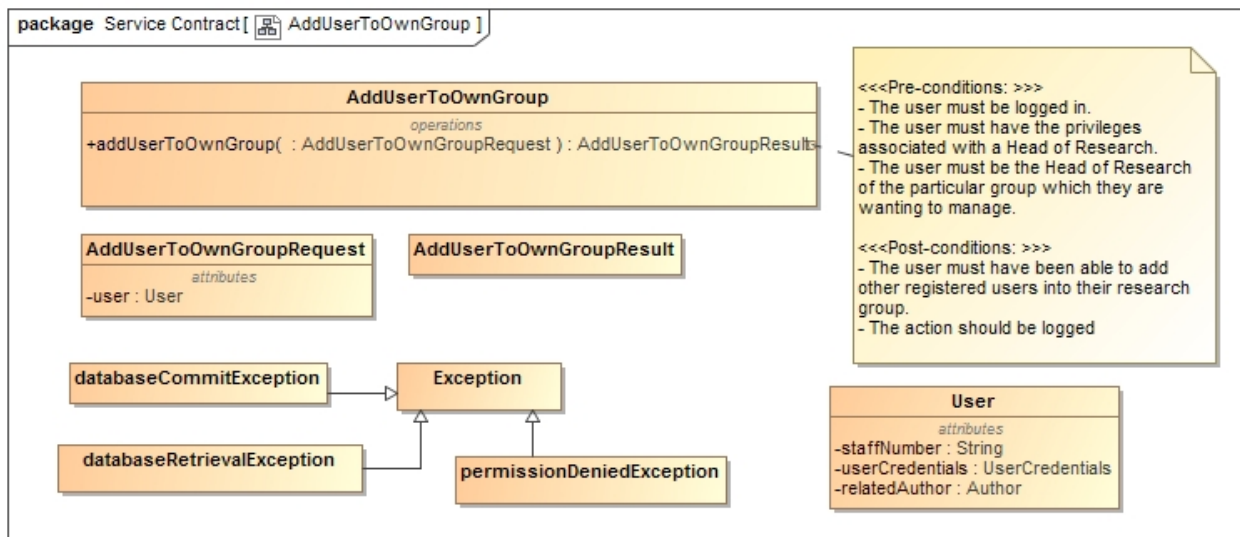 package Service Contract [ AddUserToOwnGroup ]
AddUserToOwnGroup
operations
+addUserToOwnGroup( : AddUserToOwnGroupRequest ) : AddUserToOwnGroupResult
<<<Pre-conditions: >>>
- The user must be logged in.
- The user must have the privileges
associated with a Head of Research.
- The user must be the Head of Research
of the particular group which they are
wanting to manage.
<<<Post-conditions: >>>
- The user must have been able to add
other registered users into their research
group.
- The action should be logged
AddUserToOwnGroupRequest
attributes
-user : User
AddUserToOwnGroupResult
databaseCommitException
Exception
databaseRetrievalException
permissionDeniedException
User
attributes
-staffNumber : String
-userCredentials : UserCredentials
-relatedAuthor : Author